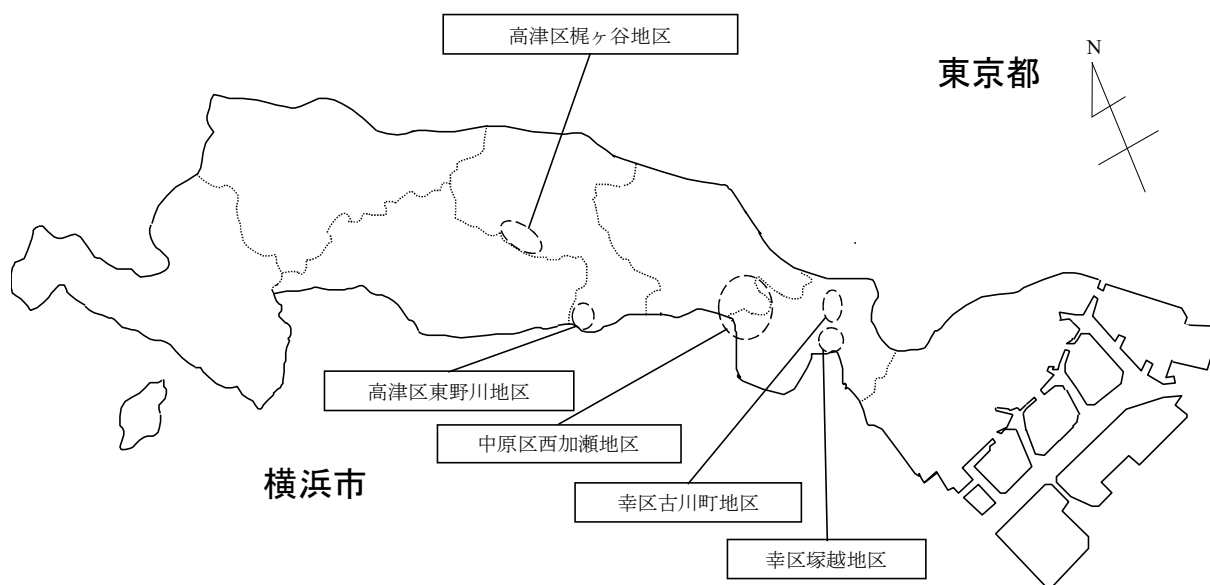 高津区梶ヶ谷地区
東京都
N
高津区東野川地区
中原区西加瀬地区
横浜市
幸区古川町地区
幸区塚越地区